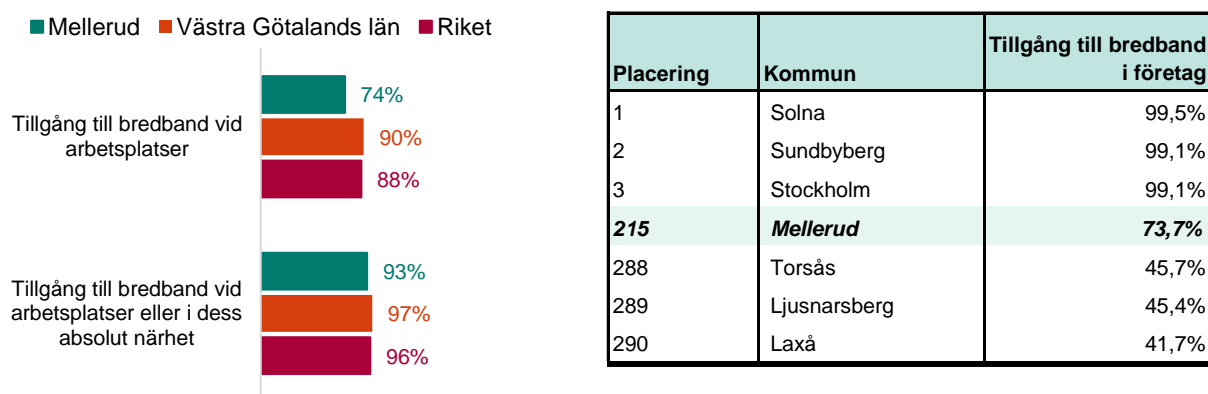 Mellerud Västra Götalands län Riket
Tillgång till bredband vid
arbetsplatser
74%
90%
88%
Tillgång till bredband vid
arbetsplatser eller i dess
absolut närhet
93%
97%
96%
Placering Kommun Tillgång till bredband
i företag
1 Solna 99,5%
2 Sundbyberg 99,1%
3 Stockholm 99,1%
215 Mellerud 73,7%
288 Torsås 45,7%
289 Ljusnarsberg 45,4%
290 Laxå 41,7%